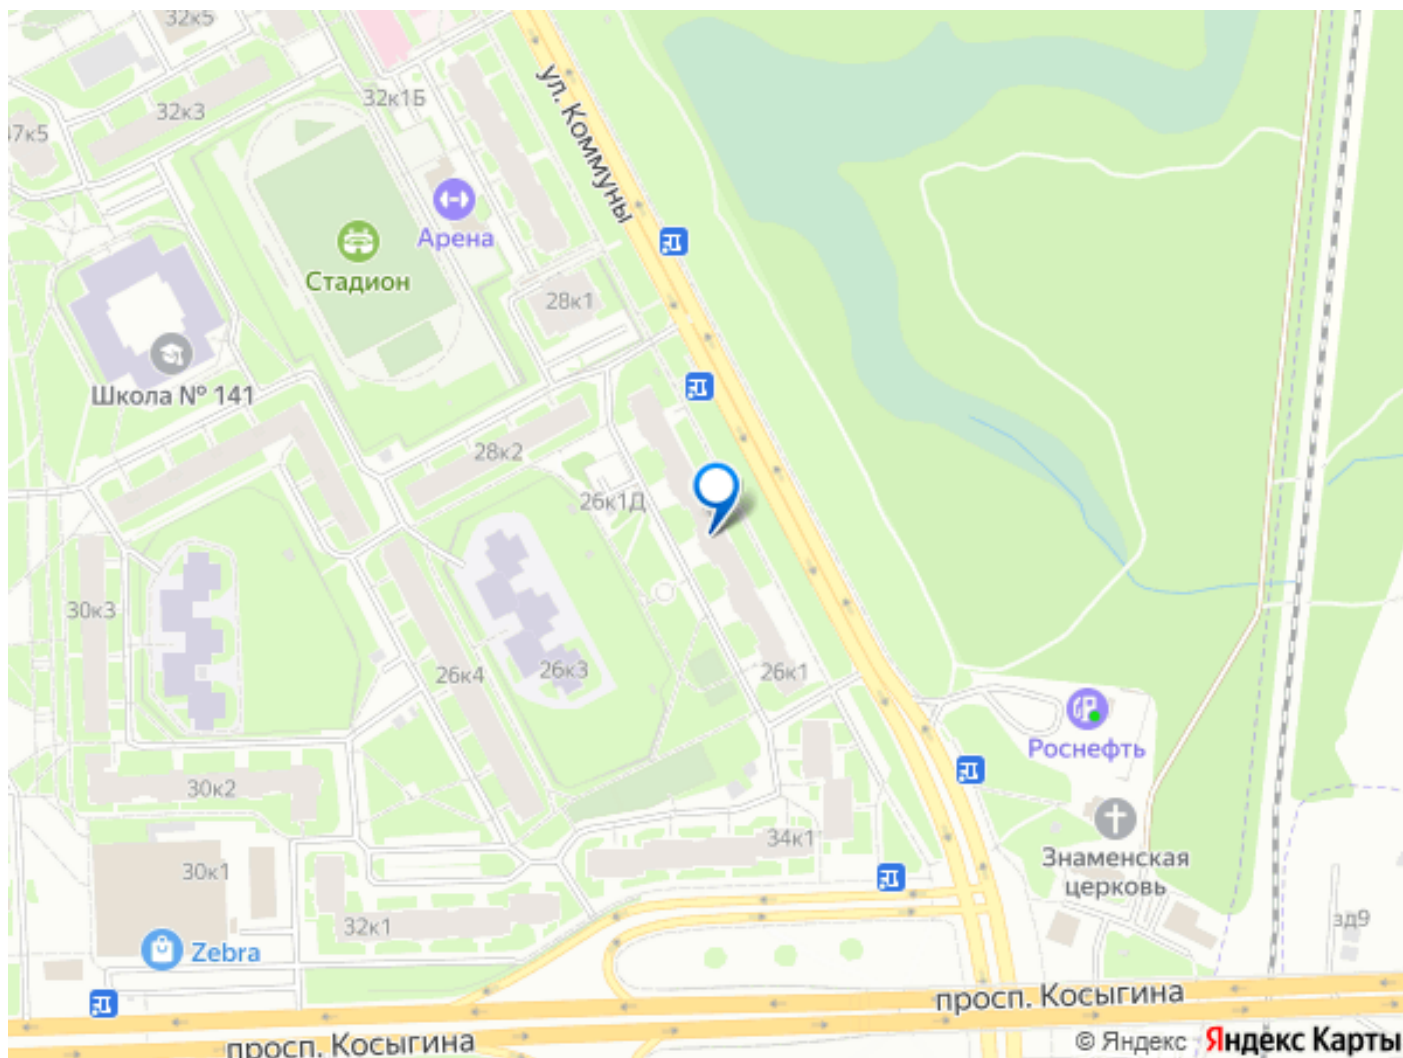 32к5
32к1Б
32к3
47к5
ул. Коммуны
Арена
Стадион
28к1
Школа № 141
28к2
26к1Д
30к3
26к4
26к3
26к1
Роснефть
30к2
34к1
Знаменская
церковь
30к1
32к1
зд9
Zebra
просп. Косыгина
просп. Косыгина
© Яндекс Яндекс Карты